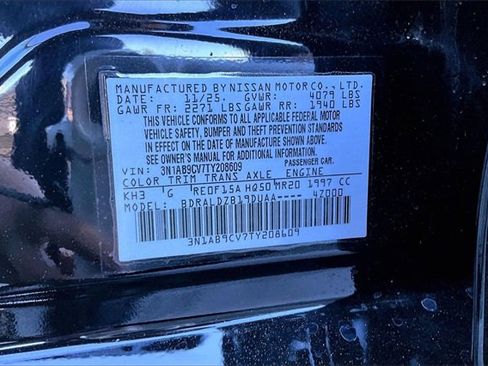 MANUFACTURED BY NISSAN MOTOR CO., LTD.
DATE: 11/25. GVWR: 4079 LBS
GAWR FR: 2271 LBS GAWR RR: 1940 LBS
THIS VEHICLE CONFORMS TO ALL APPLICABLE FEDERAL MOTOR
VEHICLE SAFETY, BUMPER AND THEFT PREVENTION STANDARDS
IN EFFECT ON THE DATE OF MANUFACTURE SHOWN ABOVE.
SEE OWNER'S MANUAL FOR ADDITIONAL INFORMATION.
VIN: 3N1AB9CV7TY208609 PASSENGER CAR.
COLOR TRIM TRANS AXLE ENGINE
KH3 G RE0F15A HQ50 MR20 1997 CC
MODEL: BDRALDZB19DUAA---- 47000
3N1AB9CV7TY208609